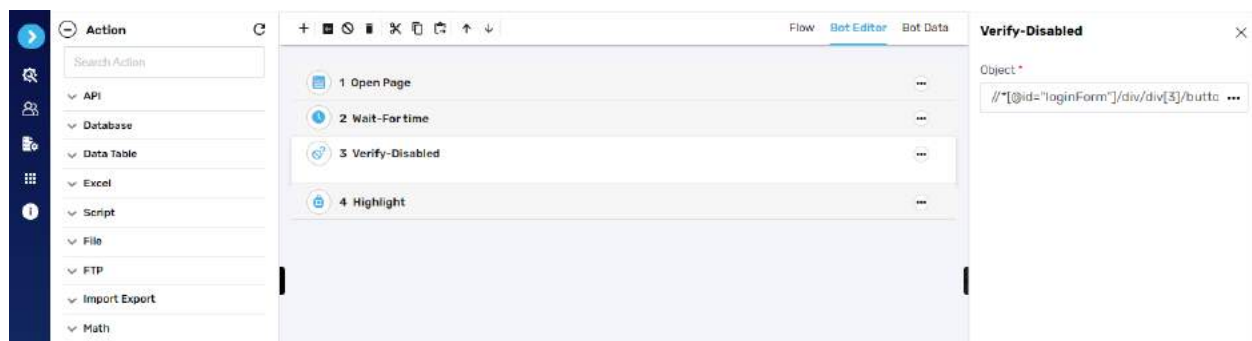 Action
Flow Bot Editor Bot Data
Verify-Disabled
Search Action
Object *
API
1 Open Page
//*[@id="loginForm"]/div/div[3]/butto
Database
2 Wait-For time
Data Table
3 Verify-Disabled
Excel
Script
4 Highlight
File
FTP
Import Export
Math